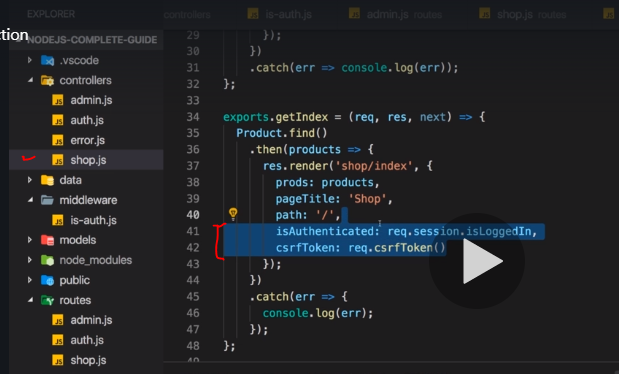 ction
EXPLORER
NODEJS-COMPLETE-GUIDE
.vscode
controllers
admin.js
auth.js
error.js
shop.js
data
middleware
is-auth.js
models
node_modules
public
routes
admin.js
auth.js
shop.js
controllers
is-auth.js
admin.js routes
shop.js routes
29 });
30 })
31 .catch(err => console.log(err));
32 };
33
34 exports.getIndex = (req, res, next) => {
35 Product.find()
36 .then(products => {
37 res.render('shop/index', {
38 prods: products,
39 pageTitle: 'Shop',
40 path: '/',
41 isAuthenticated: req.session.isLoggedIn,
42 csrfToken: req.csrfToken()
43 });
44 })
45 .catch(err => {
46 console.log(err);
47 });
48 };
49